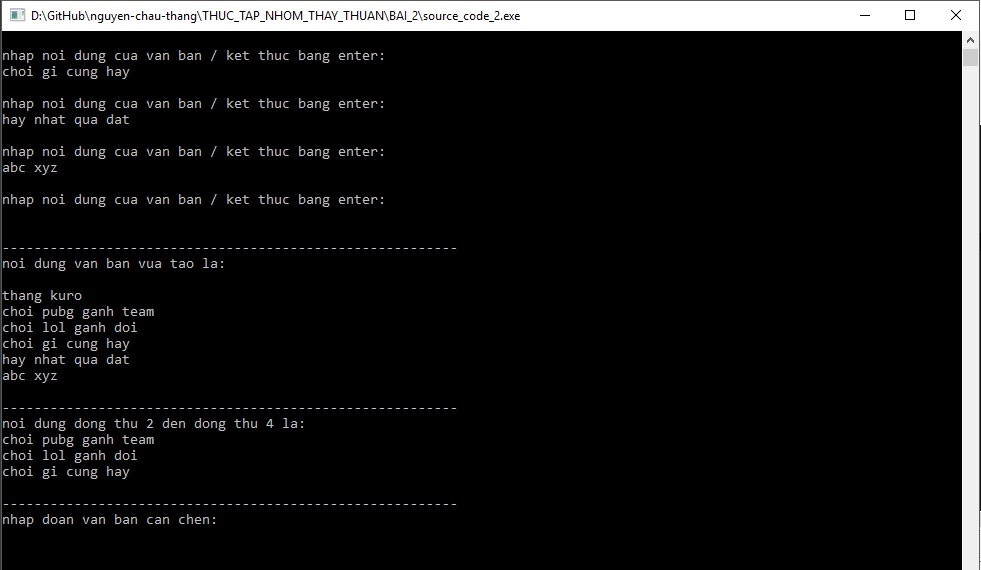 D:\GitHub\nguyen-chau-thang\THUC_TAP_NHOM_THAY_THUAN\BAI_2\source_code_2.exe
nhap noi dung cua van ban / ket thuc bang enter:
choi gi cung hay
nhap noi dung cua van ban / ket thuc bang enter:
hay nhat qua dat
nhap noi dung cua van ban / ket thuc bang enter:
abc xyz
nhap noi dung cua van ban / ket thuc bang enter:
---------------------------------------------------------
noi dung van ban vua tao la:
thang kuro
choi pubg ganh team
choi lol ganh doi
choi gi cung hay
hay nhat qua dat
abc xyz
---------------------------------------------------------
noi dung dong thu 2 den dong thu 4 la:
choi pubg ganh team
choi lol ganh doi
choi gi cung hay
---------------------------------------------------------
nhap doan van ban can chen: